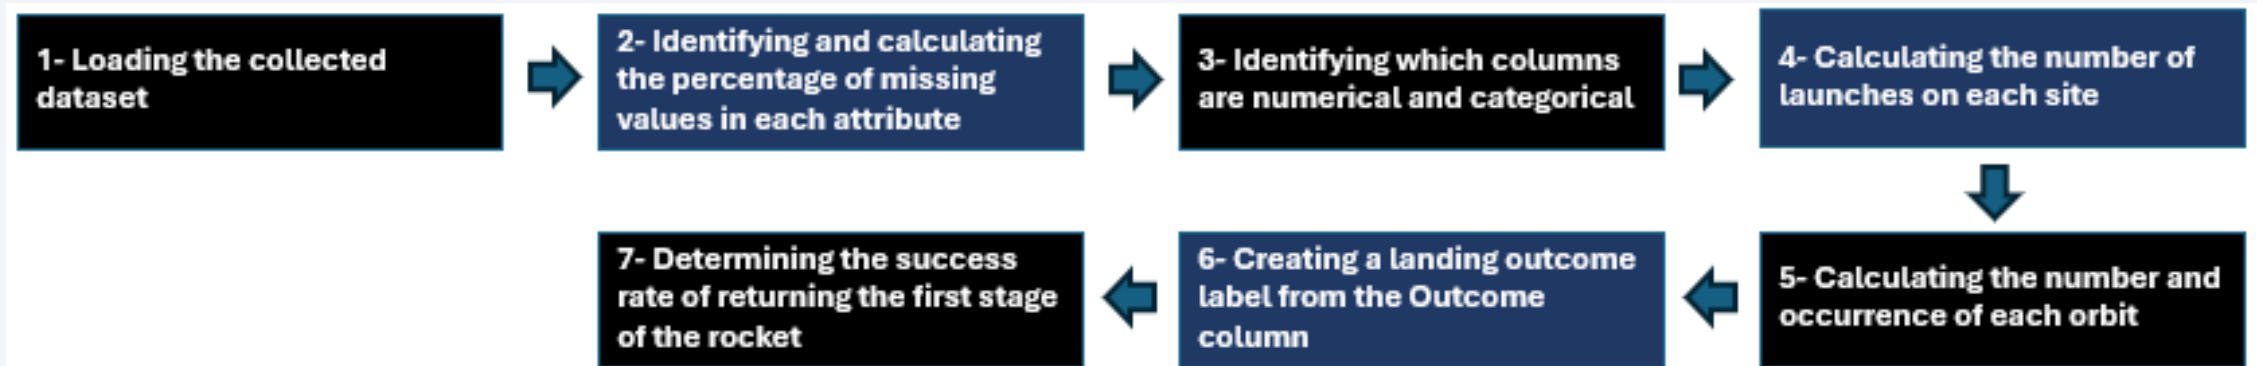 1- Loading the collected
dataset
2- Identifying and calculating
the percentage of missing
values in each attribute
3- Identifying which columns
are numerical and categorical
4- Calculating the number of
launches on each site
5- Calculating the number and
occurrence of each orbit
6- Creating a landing outcome
label from the Outcome
column
7- Determining the success
rate of returning the first stage
of the rocket